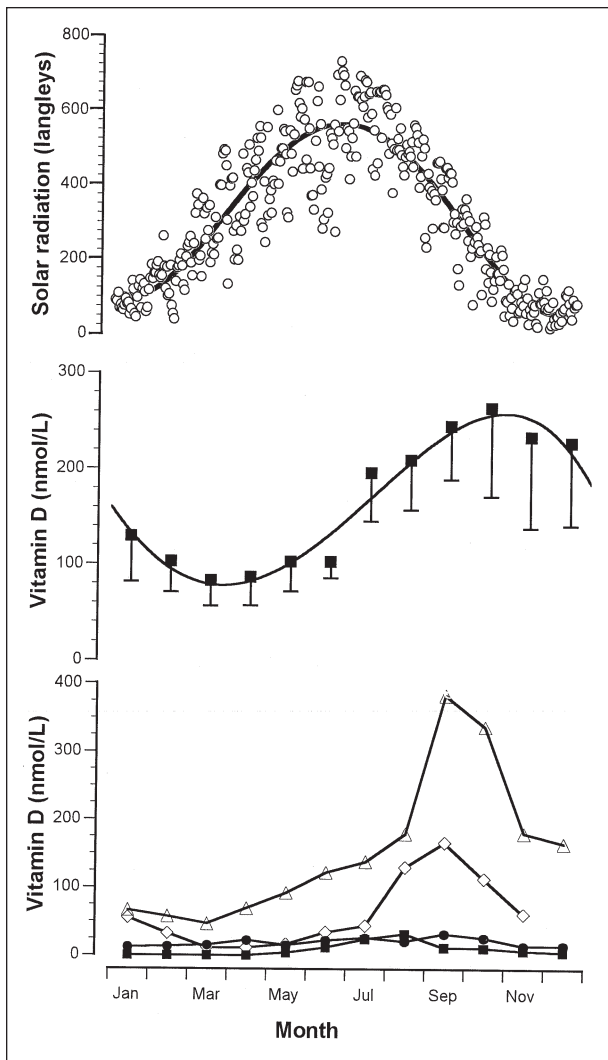 Solar radiation (langleys)
800
600
400
200
0
Vitamin D (nmol/L)
300
200
100
0
Vitamin D (nmol/L)
400
300
200
100
0
Jan Mar May Jul Sep Nov
Month